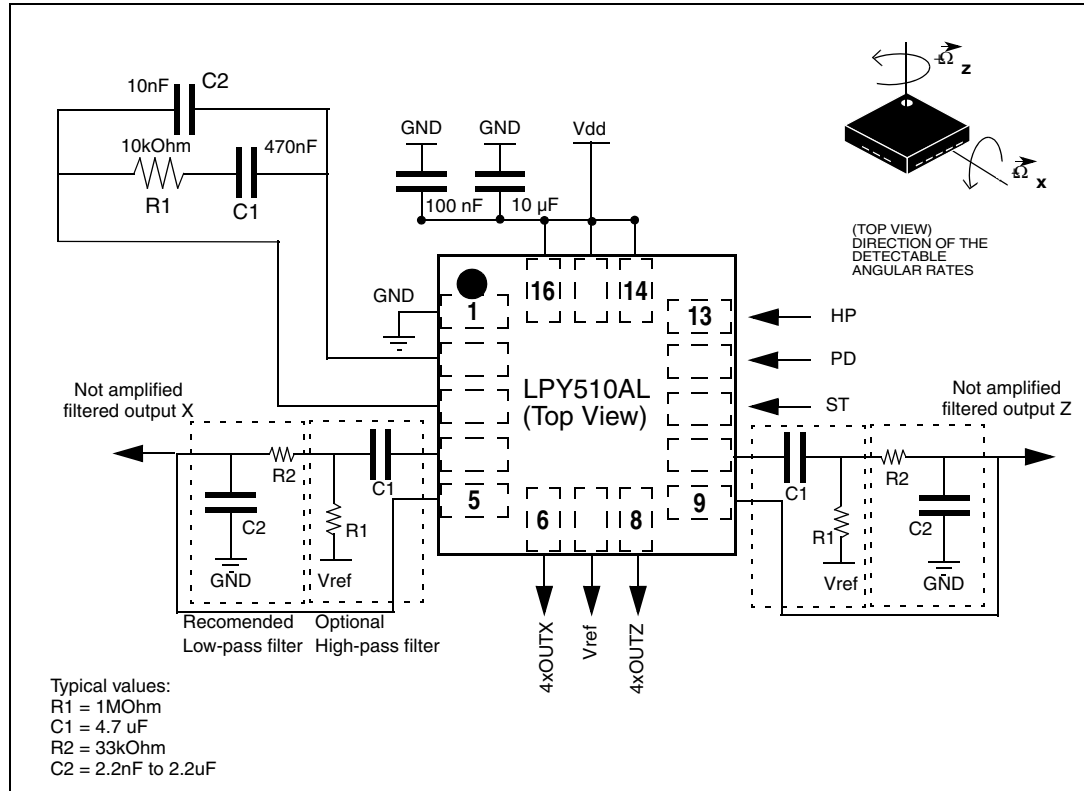 10nF
C2
10kOhm
470nF
R1
C1
GND
GND
Vdd
100 nF
10 µF
Ω z
Ω x
(TOP VIEW)
DIRECTION OF THE
DETECTABLE
ANGULAR RATES
GND
1
16
14
13
HP
PD
ST
LPY510AL
(Top View)
Not amplified
filtered output X
R2
C1
C2
R1
GND
Vref
Recomended
Low-pass filter
Optional
High-pass filter
5
6
8
9
4xOUTX
Vref
4xOUTZ
Not amplified
filtered output Z
C1
R2
R1
C2
Vref
GND
Typical values:
R1 = 1MOhm
C1 = 4.7 uF
R2 = 33kOhm
C2 = 2.2nF to 2.2uF